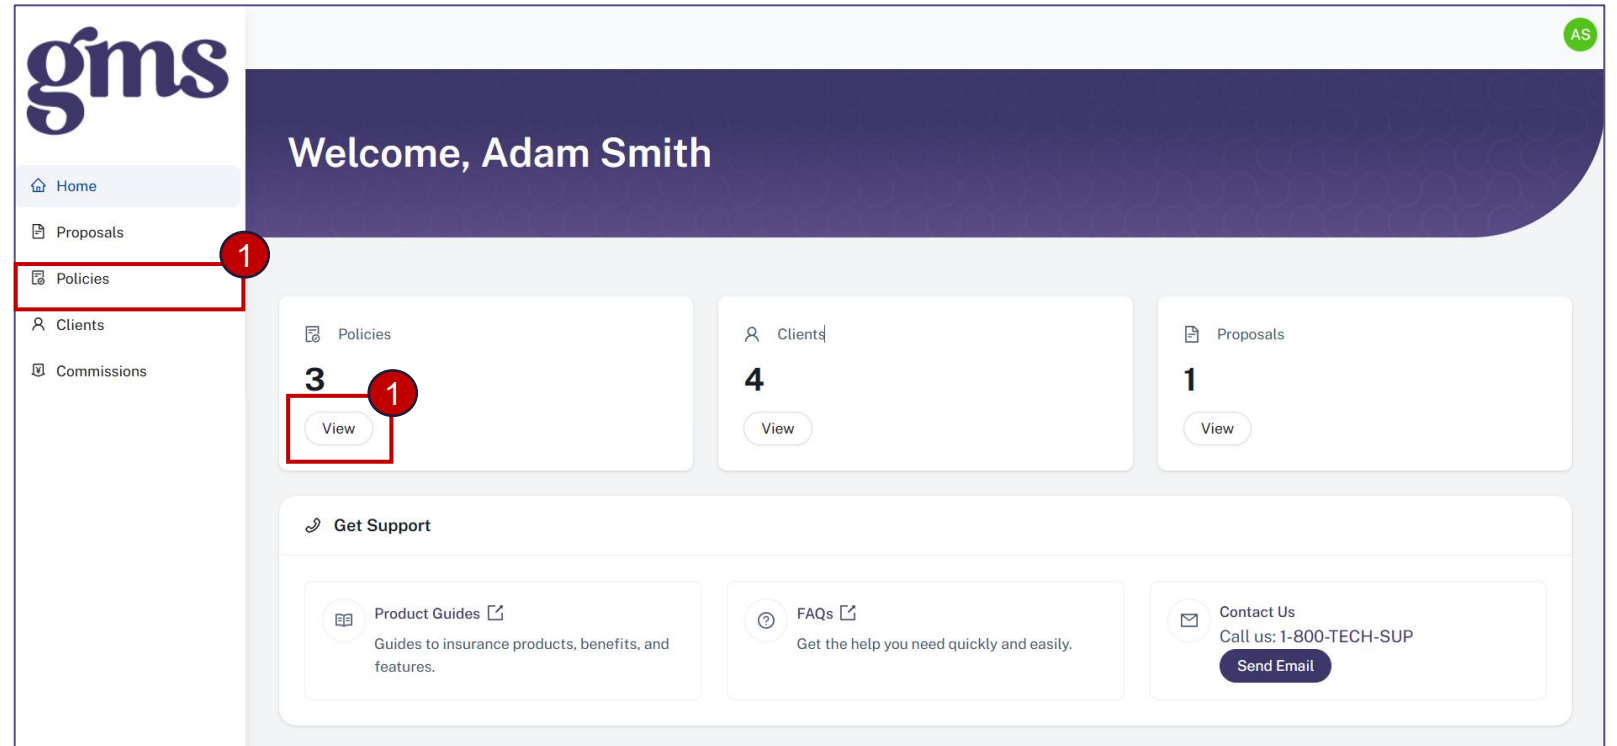 gms
AS
Welcome, Adam Smith
Home
Proposals
1
Policies
Clients
Commissions
Policies
3
1
View
Clients
4
View
Proposals
1
View
Get Support
Product Guides
Guides to insurance products, benefits, and
features.
FAQs
Get the help you need quickly and easily.
Contact Us
Call us: 1-800-TECH-SUP
Send Email